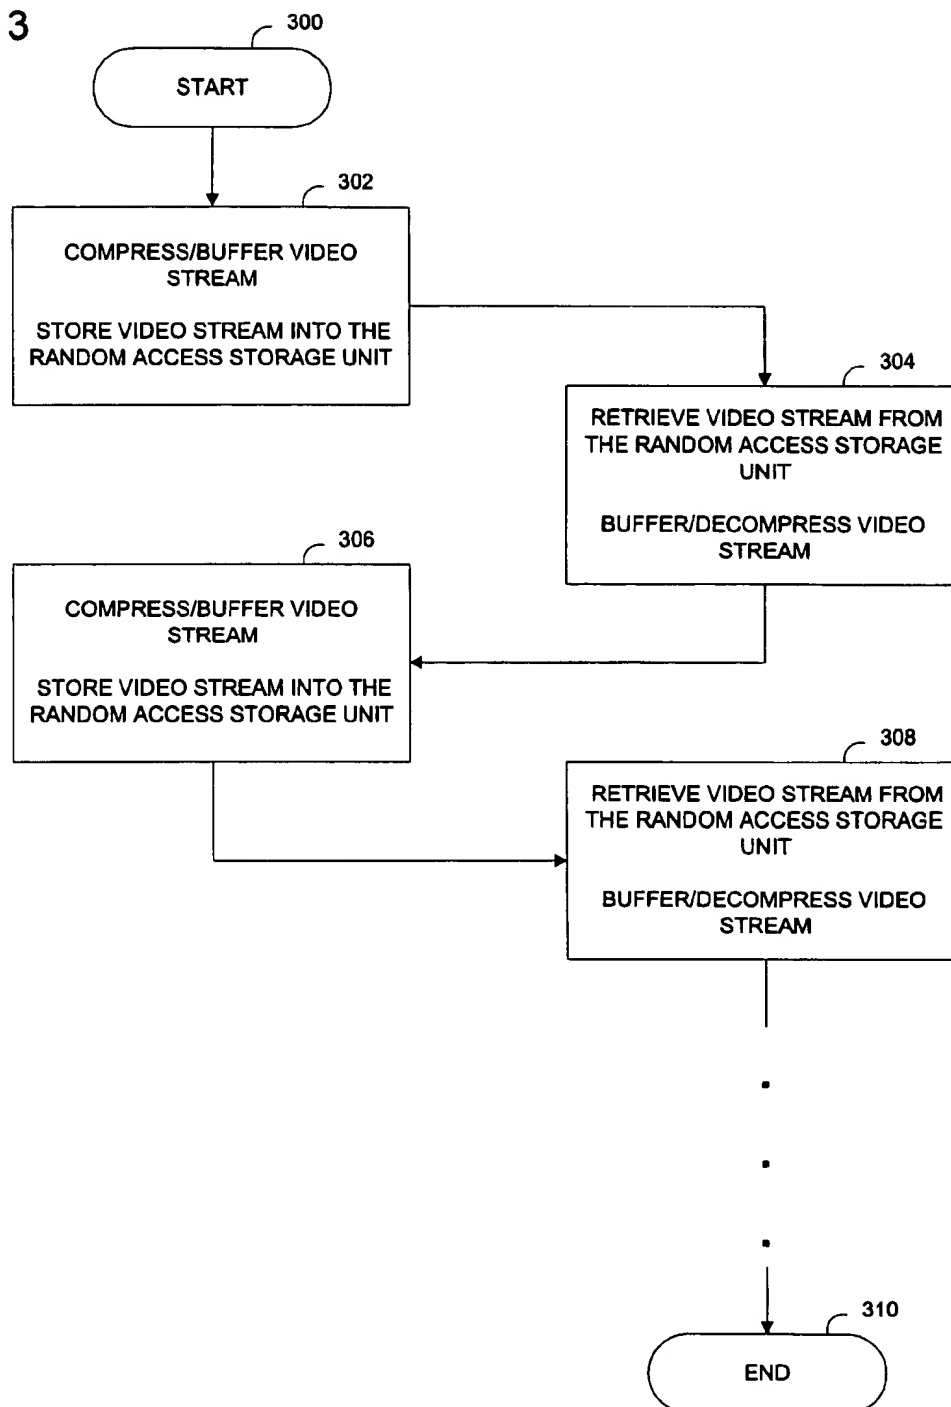 3
300
START
302
COMPRESS/BUFFER VIDEO
STREAM
STORE VIDEO STREAM INTO THE
RANDOM ACCESS STORAGE UNIT
304
RETRIEVE VIDEO STREAM FROM
THE RANDOM ACCESS STORAGE
UNIT
BUFFER/DECOMPRESS VIDEO
STREAM
306
COMPRESS/BUFFER VIDEO
STREAM
STORE VIDEO STREAM INTO THE
RANDOM ACCESS STORAGE UNIT
308
RETRIEVE VIDEO STREAM FROM
THE RANDOM ACCESS STORAGE
UNIT
BUFFER/DECOMPRESS VIDEO
STREAM
310
END